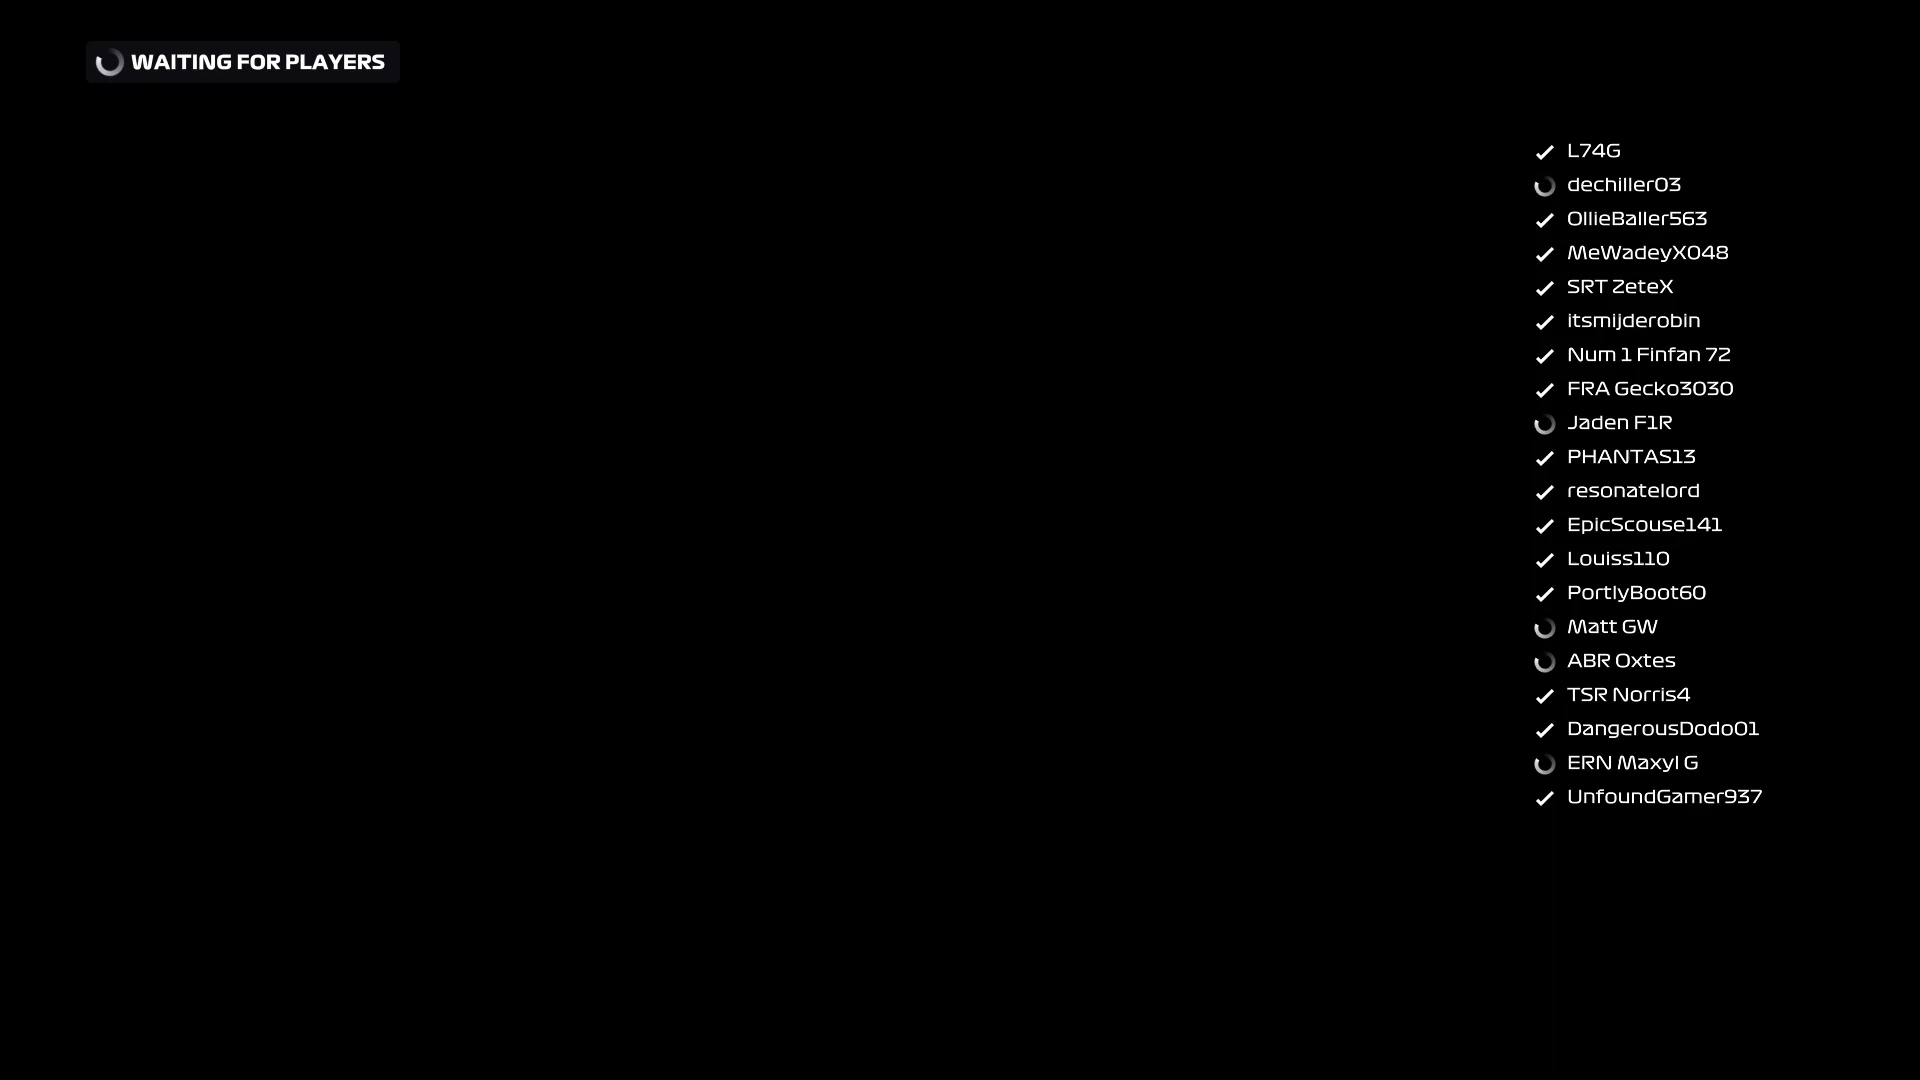 WAITING FOR PLAYERS
L74G
dechiller03
OllieBaller563
MeWadeyX048
SRT ZeteX
itsmijderobin
Num 1 Finfan 72
FRA Gecko3030
Jaden F1R
PHANTAS13
resonatelord
EpicScouse141
Louiss110
PortlyBoot60
Matt GW
ABR Oxtes
TSR Norris4
DangerousDodo01
ERN Maxyl G
UnfoundGamer937